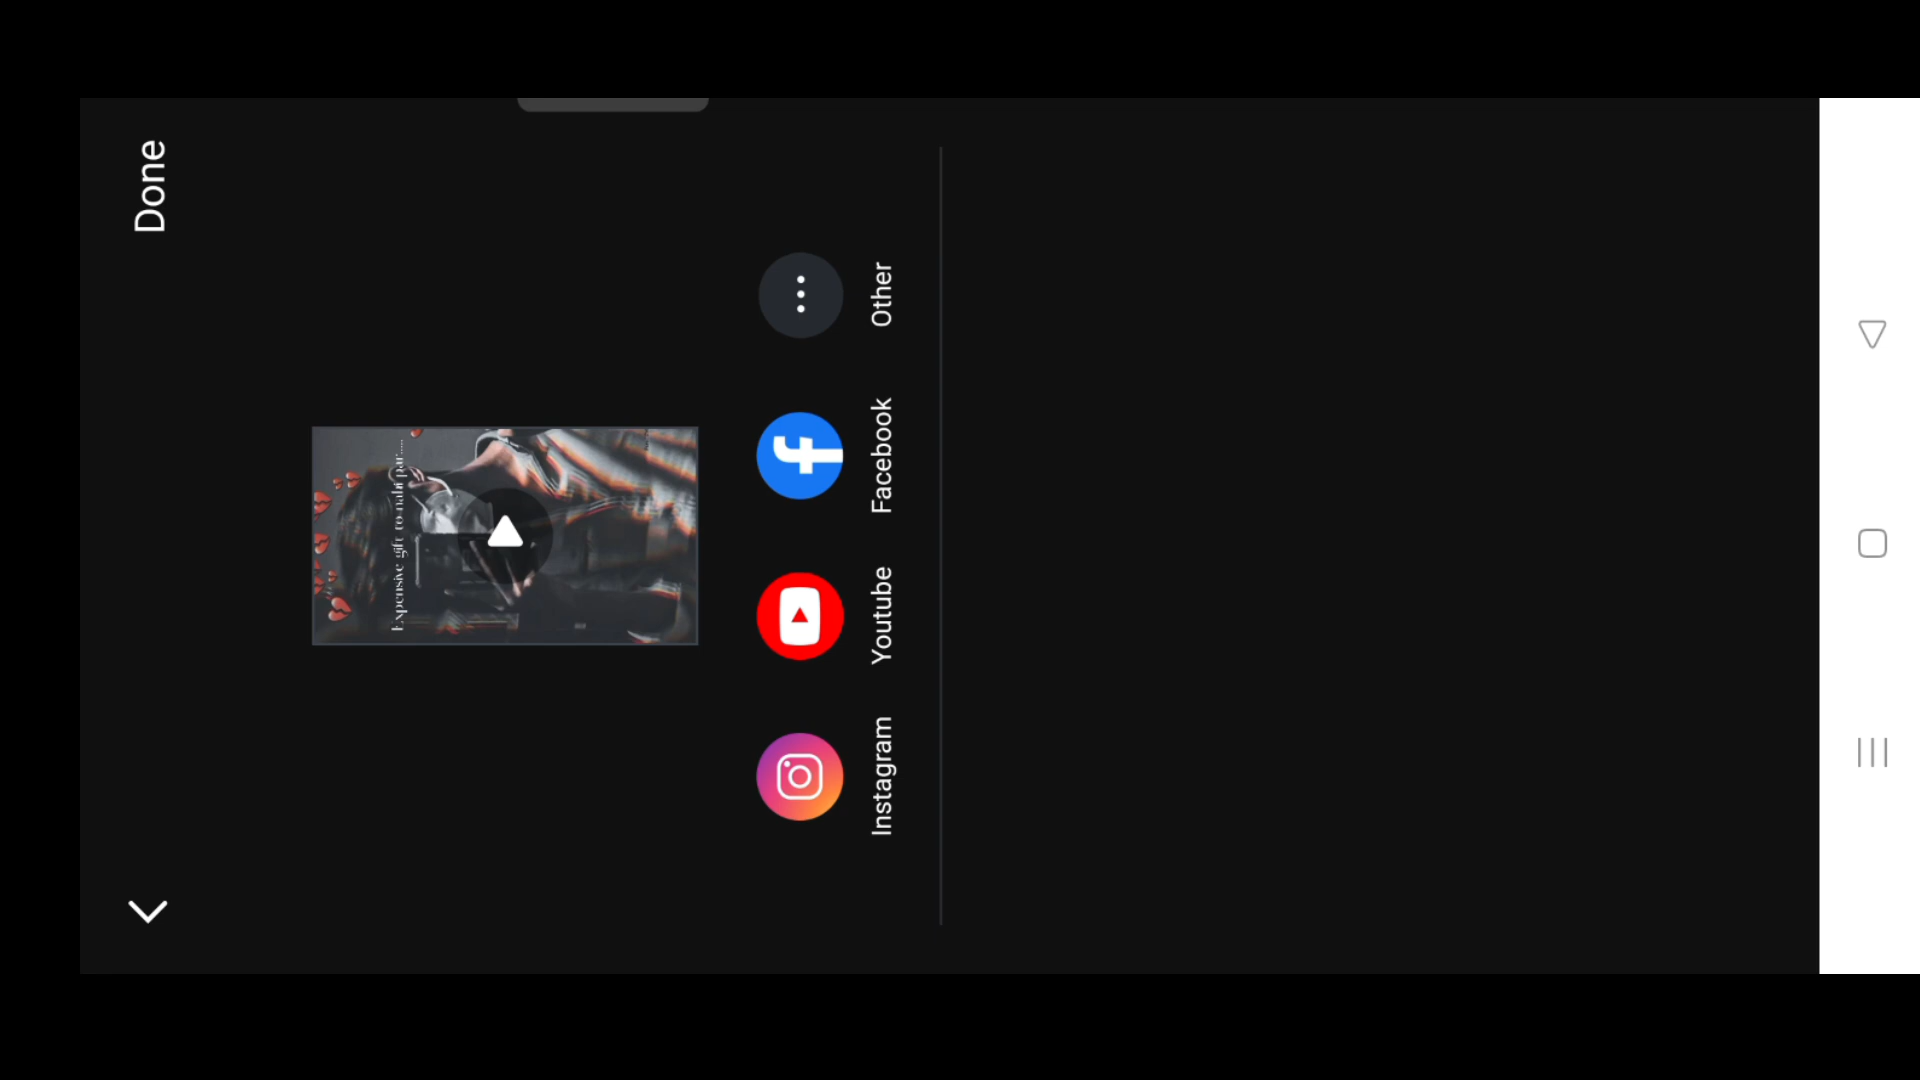 Done
Expensive gift to nahi par....
Instagram
Youtube
Facebook
Other